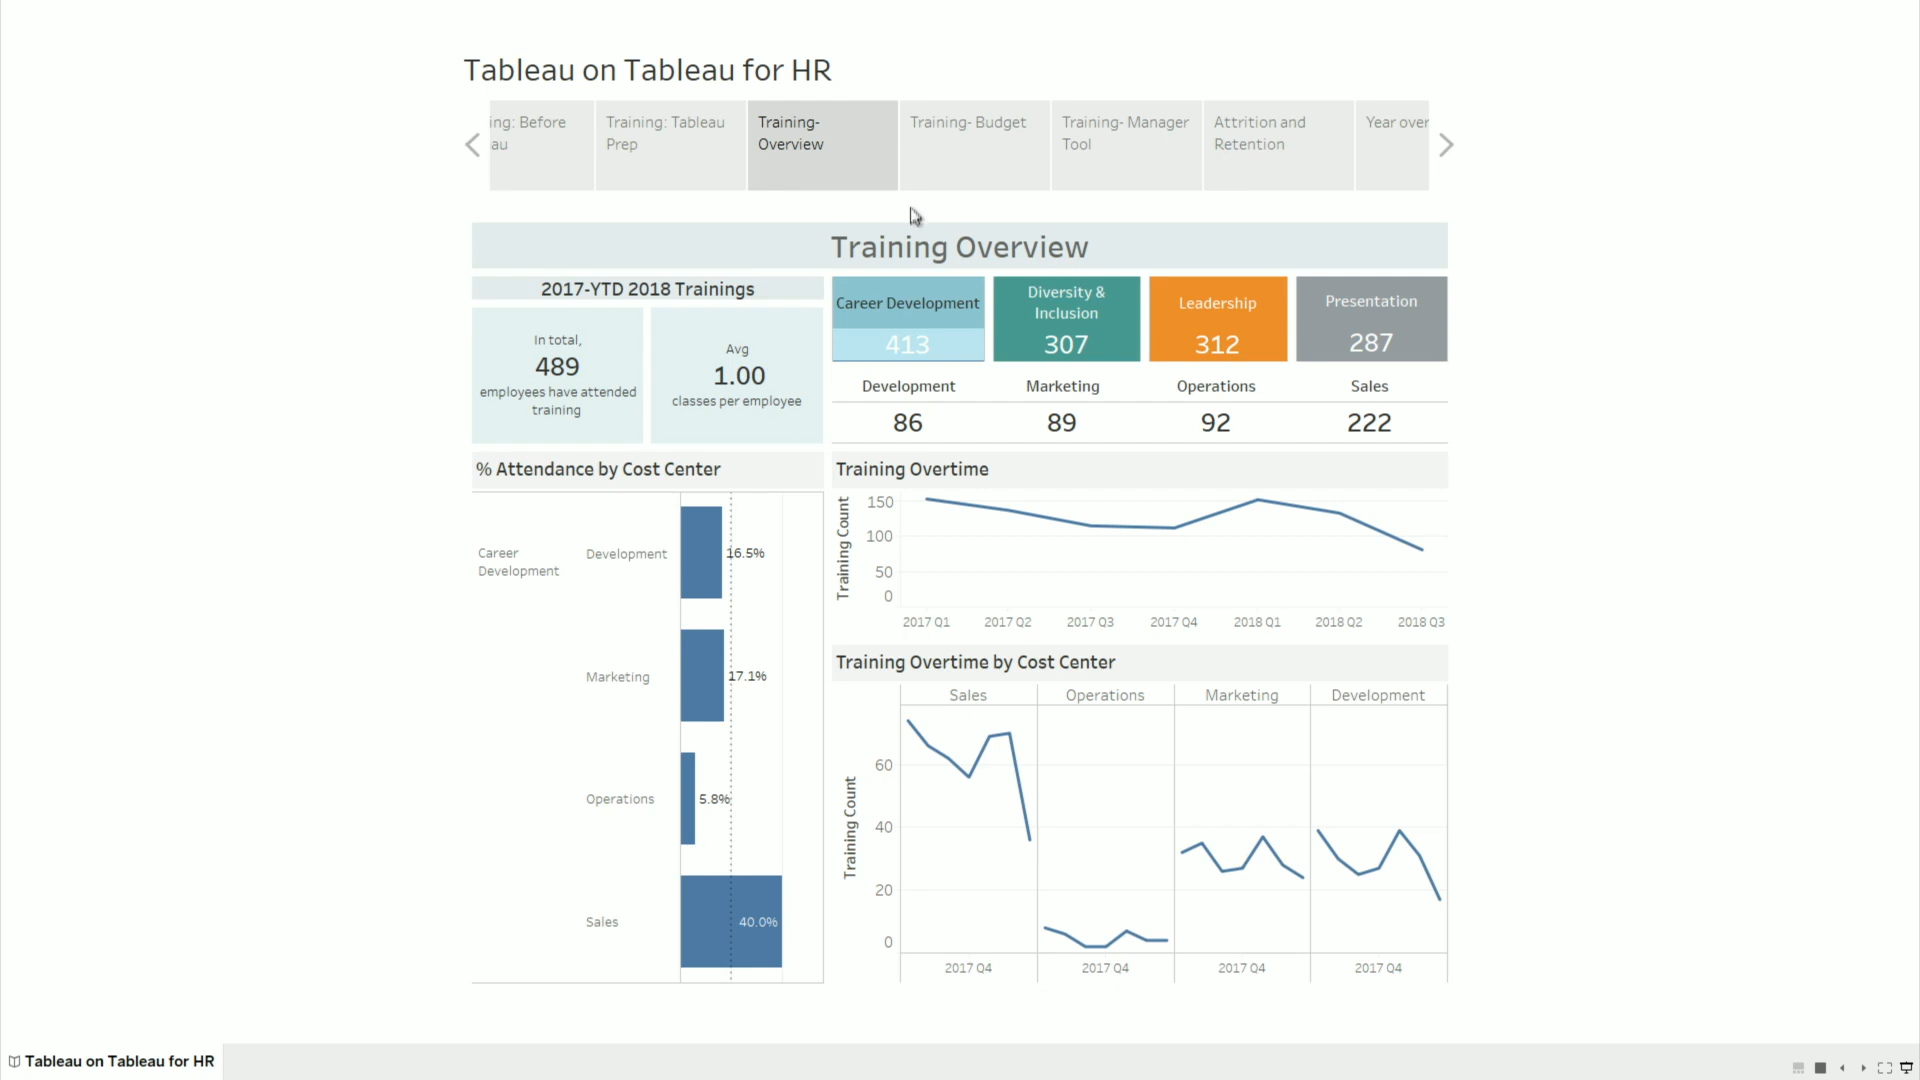 Tableau on Tableau for HR
ing: Before
au
Training: Tableau
Prep
Training-
Overview
Training- Budget
Training- Manager
Tool
Attrition and
Retention
Year over
Training Overview
2017-YTD 2018 Trainings
In total,
489
employees have attended
training
Avg
1.00
classes per employee
Career Development
413
Diversity &
Inclusion
307
Leadership
312
Presentation
287
Development
Marketing
Operations
Sales
86
89
92
222
% Attendance by Cost Center
Career
Development
Development
16.5%
Marketing
17.1%
Operations
5.8%
Sales
40.0%
Training Overtime
Training Count
150
100
50
0
2017 Q1
2017 Q2
2017 Q3
2017 Q4
2018 Q1
2018 Q2
2018 Q3
Training Overtime by Cost Center
Sales
Operations
Marketing
Development
Training Count
60
40
20
0
2017 Q4
2017 Q4
2017 Q4
2017 Q4
Tableau on Tableau for HR